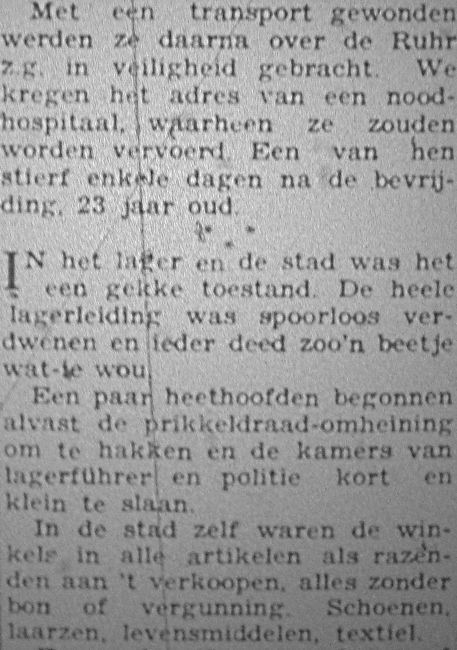 Met een transport gewonden
werden ze daarna over de Ruhr
z.g. in veiligheid gebracht. We
kregen het adres van een nood-
hospitaal, waarheen ze zouden
worden vervoerd. Een van hen
stierf enkele dagen na de bevrij-
ding, 23 jaar oud.
* * *
IN het lager en de stad was het
een gekke toestand. De heele
lagerleiding was spoorloos ver-
dwenen en ieder deed zoo'n beetje
wat-ie wou.
Een paar heethoofden begonnen
alvast de prikkeldraad-omheining
om te hakken en de kamers van
lagerführer en politie kort en
klein te slaan.
In de stad zelf waren de win-
kels in alle artikelen als razen-
den aan 't verkoopen, alles zonder
bon of vergunning. Schoenen,
laarzen, levensmiddelen, textiel.